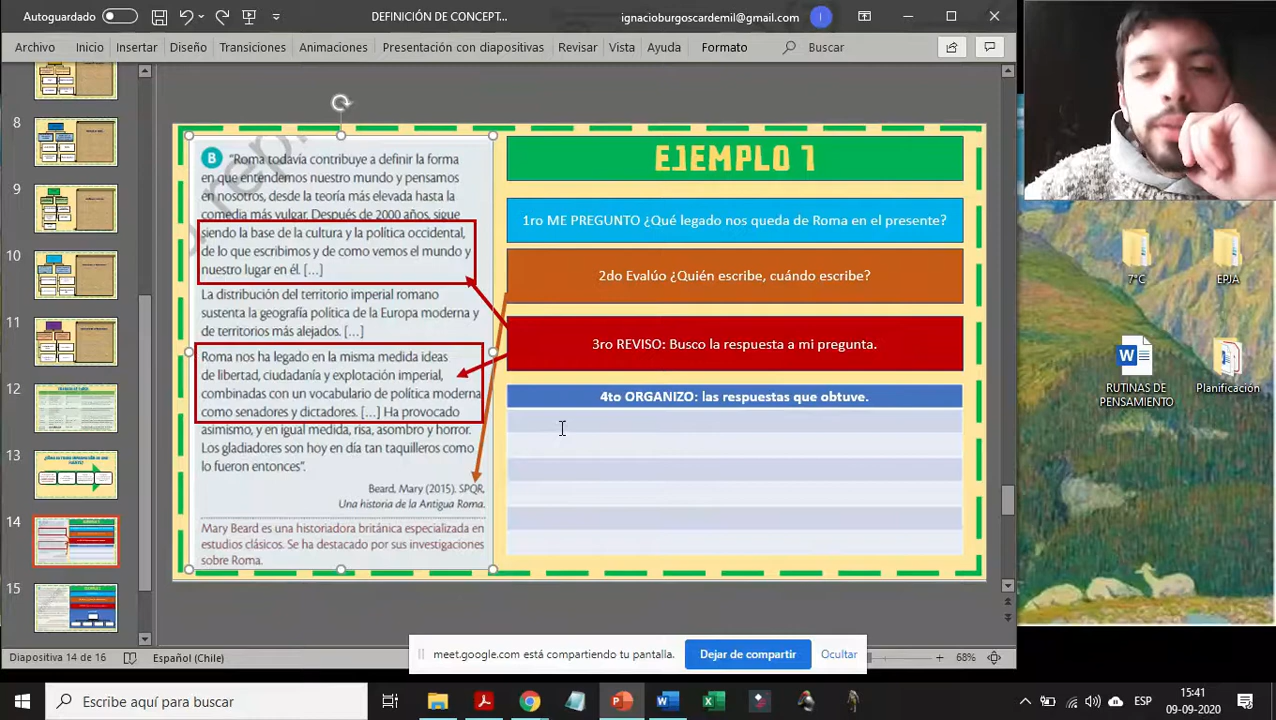 Autoguardado
DEFINICIÓN DE CONCEPT...
ignacioburgoscardemil@gmail.com
I
Archivo Inicio Insertar Diseño Transiciones Animaciones Presentación con diapositivas Revisar Vista Ayuda Formato Buscar
8
9
10
11
12
13
14
15
B "Roma todavía contribuye a definir la forma
en que entendemos nuestro mundo y pensamos
en nosotros, desde la teoría más elevada hasta la
comedia más vulgar. Después de 2000 años, sigue
siendo la base de la cultura y la política occidental,
de lo que escribimos y de como vemos el mundo y
nuestro lugar en él. [...]
La distribución del territorio imperial romano
sustenta la geografía política de la Europa moderna y
de territorios más alejados. [...]
Roma nos ha legado en la misma medida ideas
de libertad, ciudadanía y explotación imperial,
combinadas con un vocabulario de política moderna
como senadores y dictadores. [...] Ha provocado
asimismo, y en igual medida, risa, asombro y horror.
Los gladiadores son hoy en día tan taquilleros como
lo fueron entonces".
Beard, Mary (2015). SPQR.
Una historia de la Antigua Roma.
Mary Beard es una historiadora británica especializada en
estudios clásicos. Se ha destacado por sus investigaciones
sobre Roma.
EJEMPLO 1
1ro ME PREGUNTO ¿Qué legado nos queda de Roma en el presente?
2do Evalúo ¿Quién escribe, cuándo escribe?
3ro REVISO: Busco la respuesta a mi pregunta.
4to ORGANIZO: las respuestas que obtuve.
7°C
EPJA
RUTINAS DE
PENSAMIENTO
Planificación
meet.google.com está compartiendo tu pantalla.
Dejar de compartir
Ocultar
Diapositiva 14 de 16
Español (Chile)
68%
Escribe aquí para buscar
ESP
15:41
09-09-2020